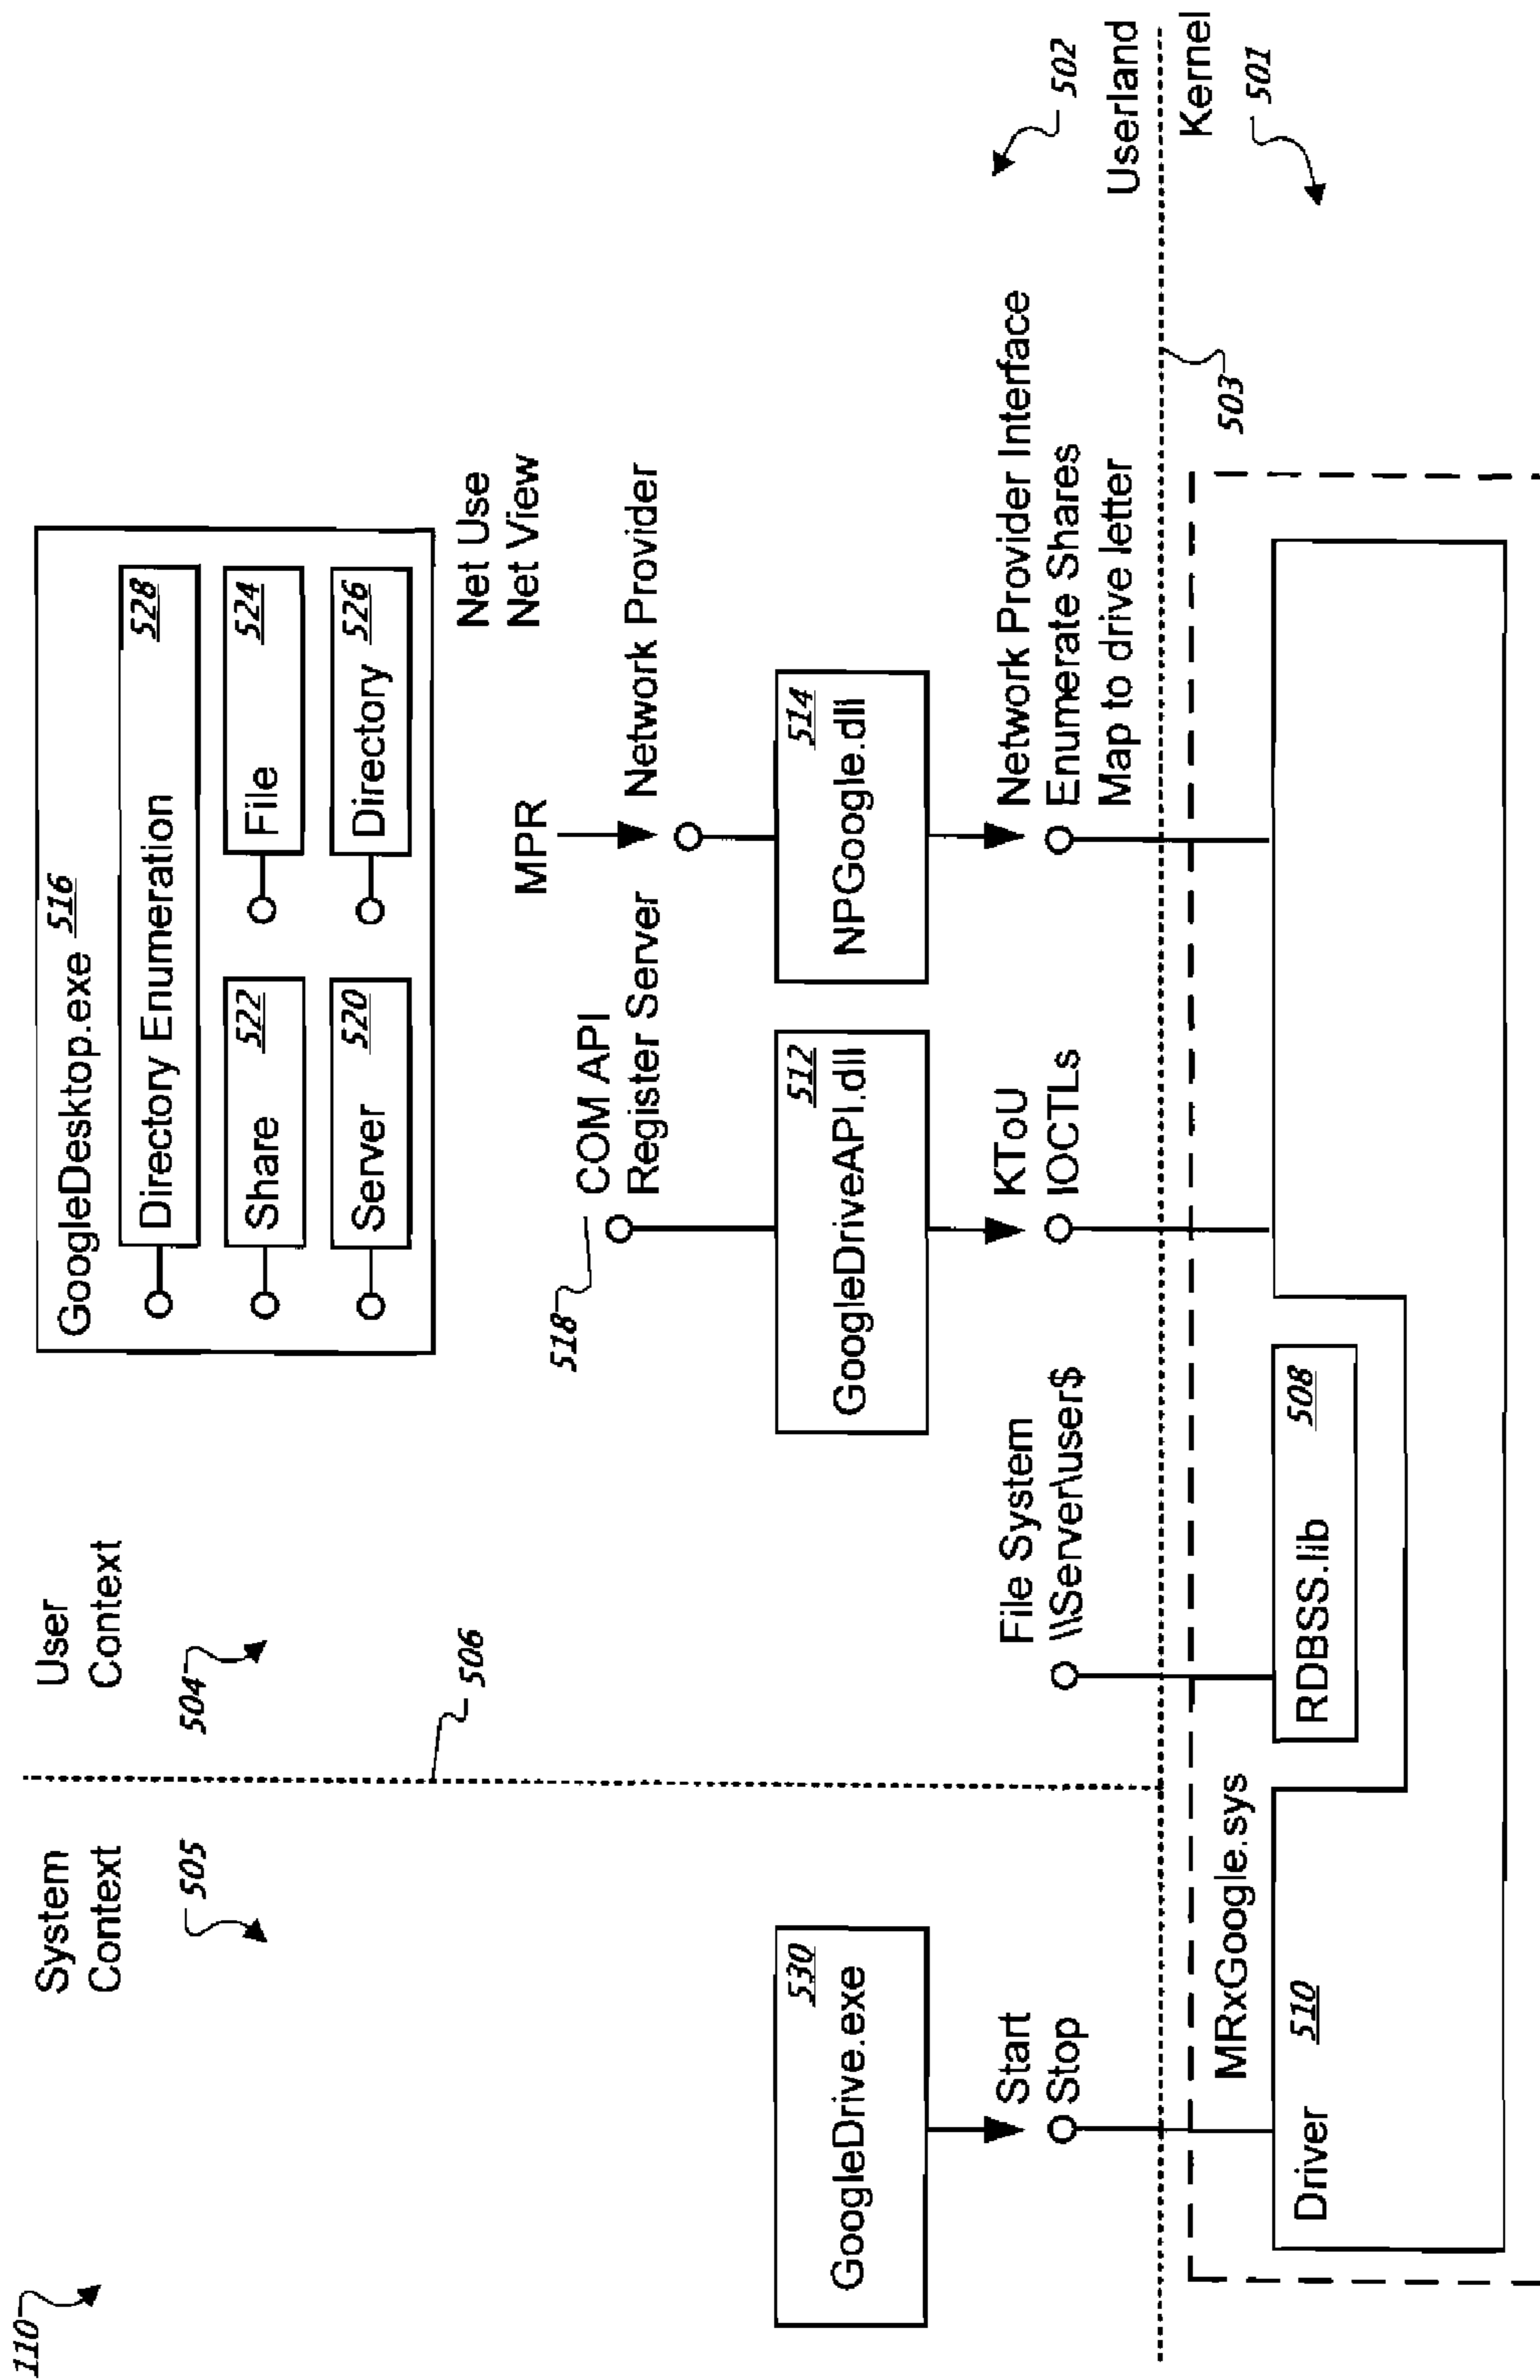 110
System
Context
505
User
Context
504
506
GoogleDesktop.exe 516
Directory Enumeration 528
Share 522
File 524
Server 520
Directory 526
Net Use
Net View
518
COM API
Register Server
MPR
Network Provider
GoogleDrive.exe 530
GoogleDriveAPI.dll 512
NPGoogle.dll 514
Start
Stop
File System
\\Server\user$
KToU
IOCTLs
Network Provider Interface
Enumerate Shares
Map to drive letter
502
Userland
503
Kernel
501
MRxGoogle.sys
Driver 510
RDBSS.lib 508